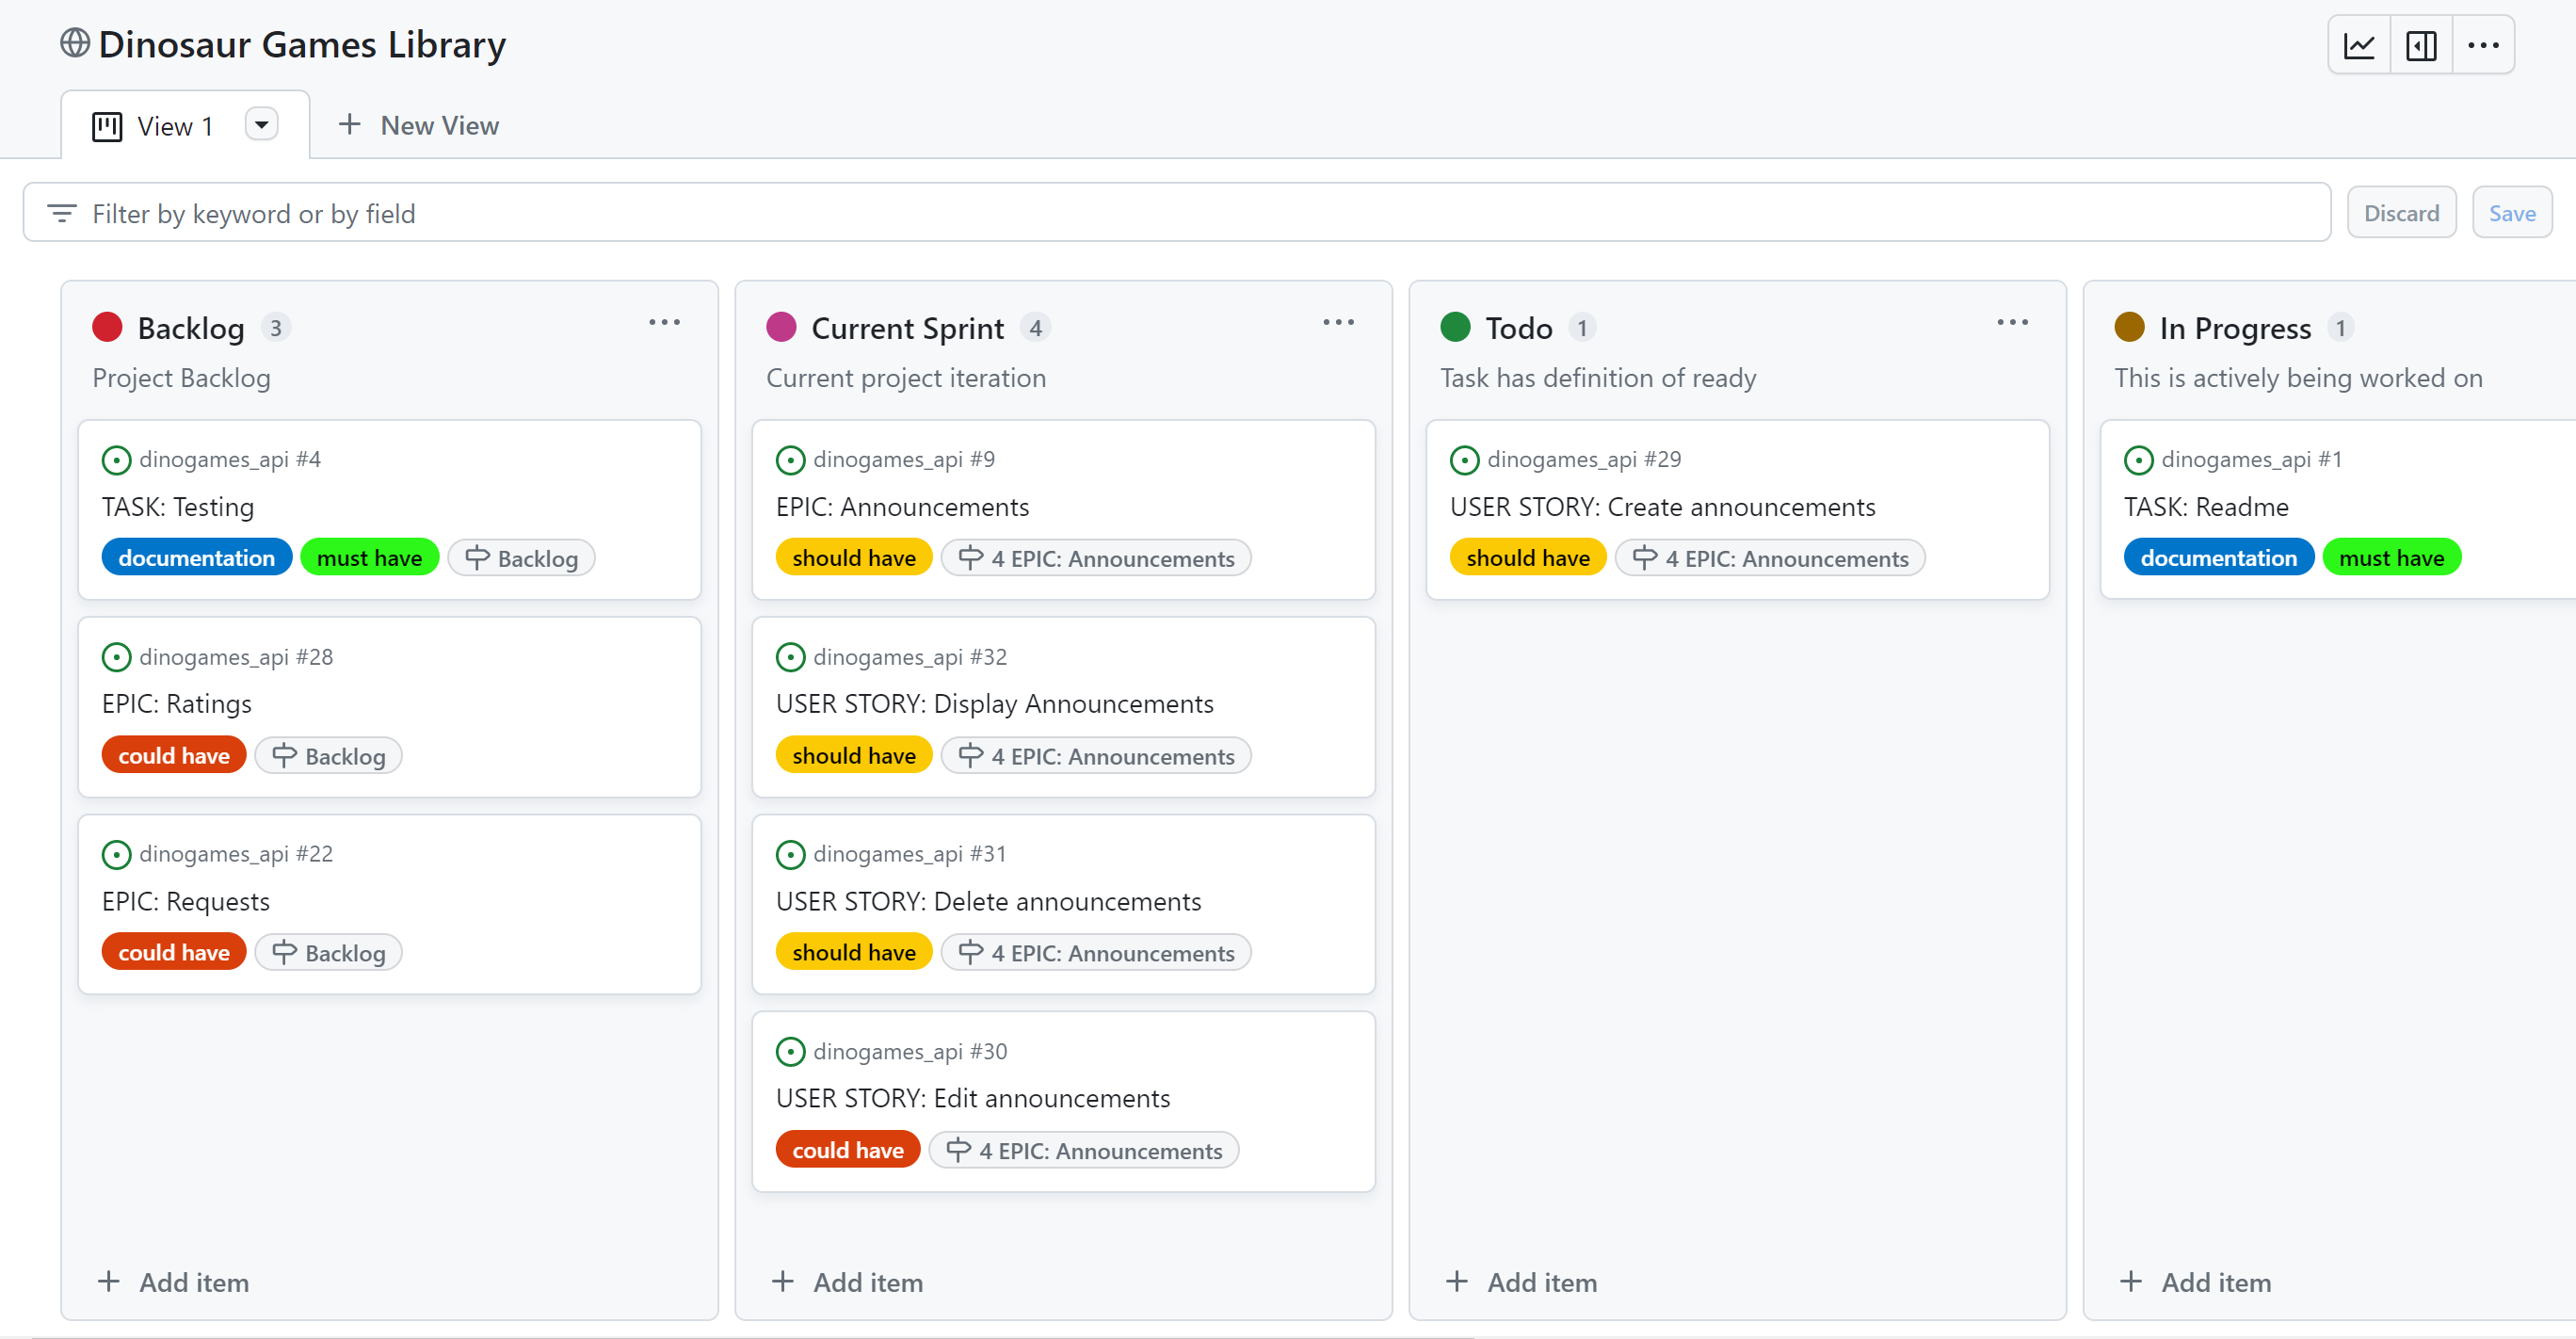 Dinosaur Games Library
View 1
New View
Filter by keyword or by field
Discard
Save
Backlog 3
Project Backlog
dinogames_api #4
TASK: Testing
documentation must have Backlog
dinogames_api #28
EPIC: Ratings
could have Backlog
dinogames_api #22
EPIC: Requests
could have Backlog
Add item
Current Sprint 4
Current project iteration
dinogames_api #9
EPIC: Announcements
should have 4 EPIC: Announcements
dinogames_api #32
USER STORY: Display Announcements
should have 4 EPIC: Announcements
dinogames_api #31
USER STORY: Delete announcements
should have 4 EPIC: Announcements
dinogames_api #30
USER STORY: Edit announcements
could have 4 EPIC: Announcements
Add item
Todo 1
Task has definition of ready
dinogames_api #29
USER STORY: Create announcements
should have 4 EPIC: Announcements
Add item
In Progress 1
This is actively being worked on
dinogames_api #1
TASK: Readme
documentation must have
Add item